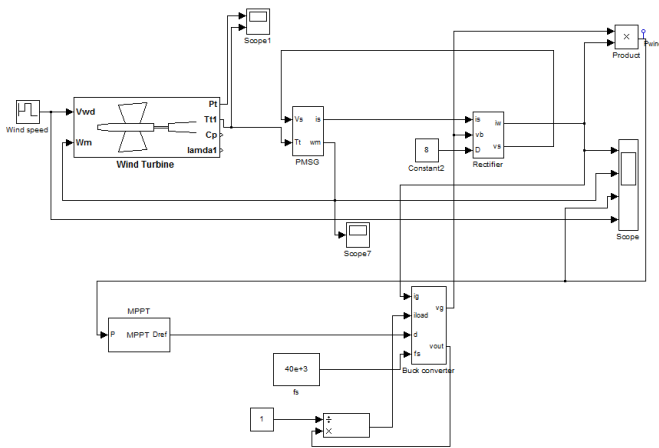 Scope1
Product
Pwin
Wind speed
Vwd
Wm
Pt
Tt1
Cp
lamda1
Wind Turbine
Vs
Tt
is
wm
PMSG
8
Constant2
is
vb
D
iw
vs
Rectifier
Scope
Scope7
MPPT
P
MPPT
Dref
ig
iload
d
fs
vg
vout
Buck converter
40e+3
fs
1
÷
×